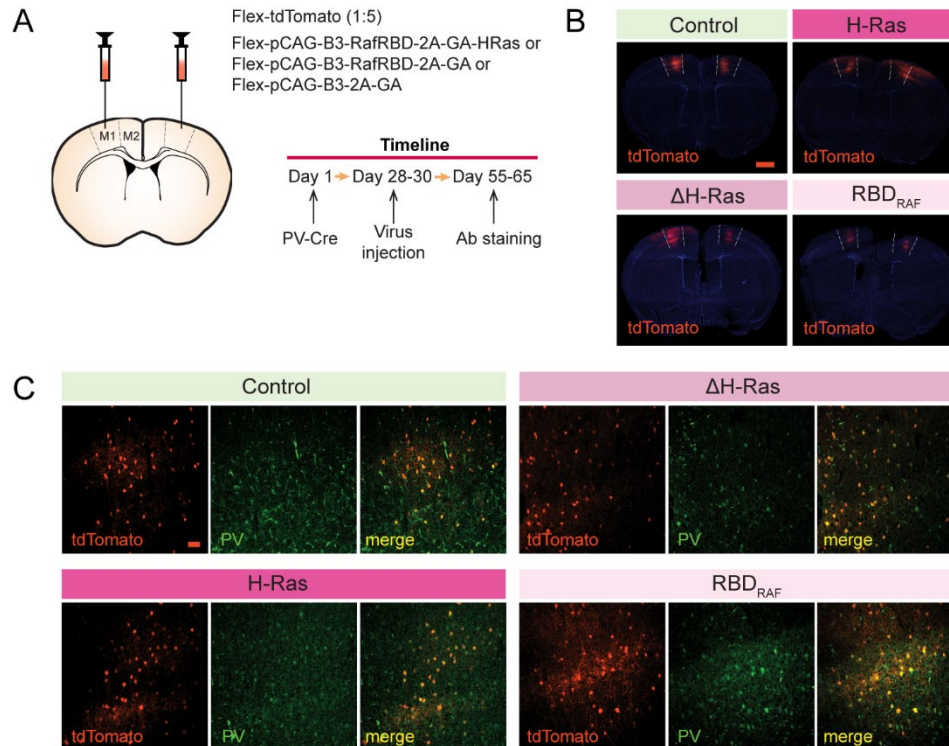 A
Flex-tdTomato (1:5)
Flex-pCAG-B3-RafRBD-2A-GA-HRas or
Flex-pCAG-B3-RafRBD-2A-GA or
Flex-pCAG-B3-2A-GA
M1 M2
Timeline
Day 1 Day 28-30 Day 55-65
PV-Cre Virus injection Ab staining
B
Control H-Ras
tdTomato tdTomato
ΔH-Ras RBD_RAF
tdTomato tdTomato
C
Control ΔH-Ras
tdTomato PV merge tdTomato PV merge
H-Ras RBD_RAF
tdTomato PV merge tdTomato PV merge